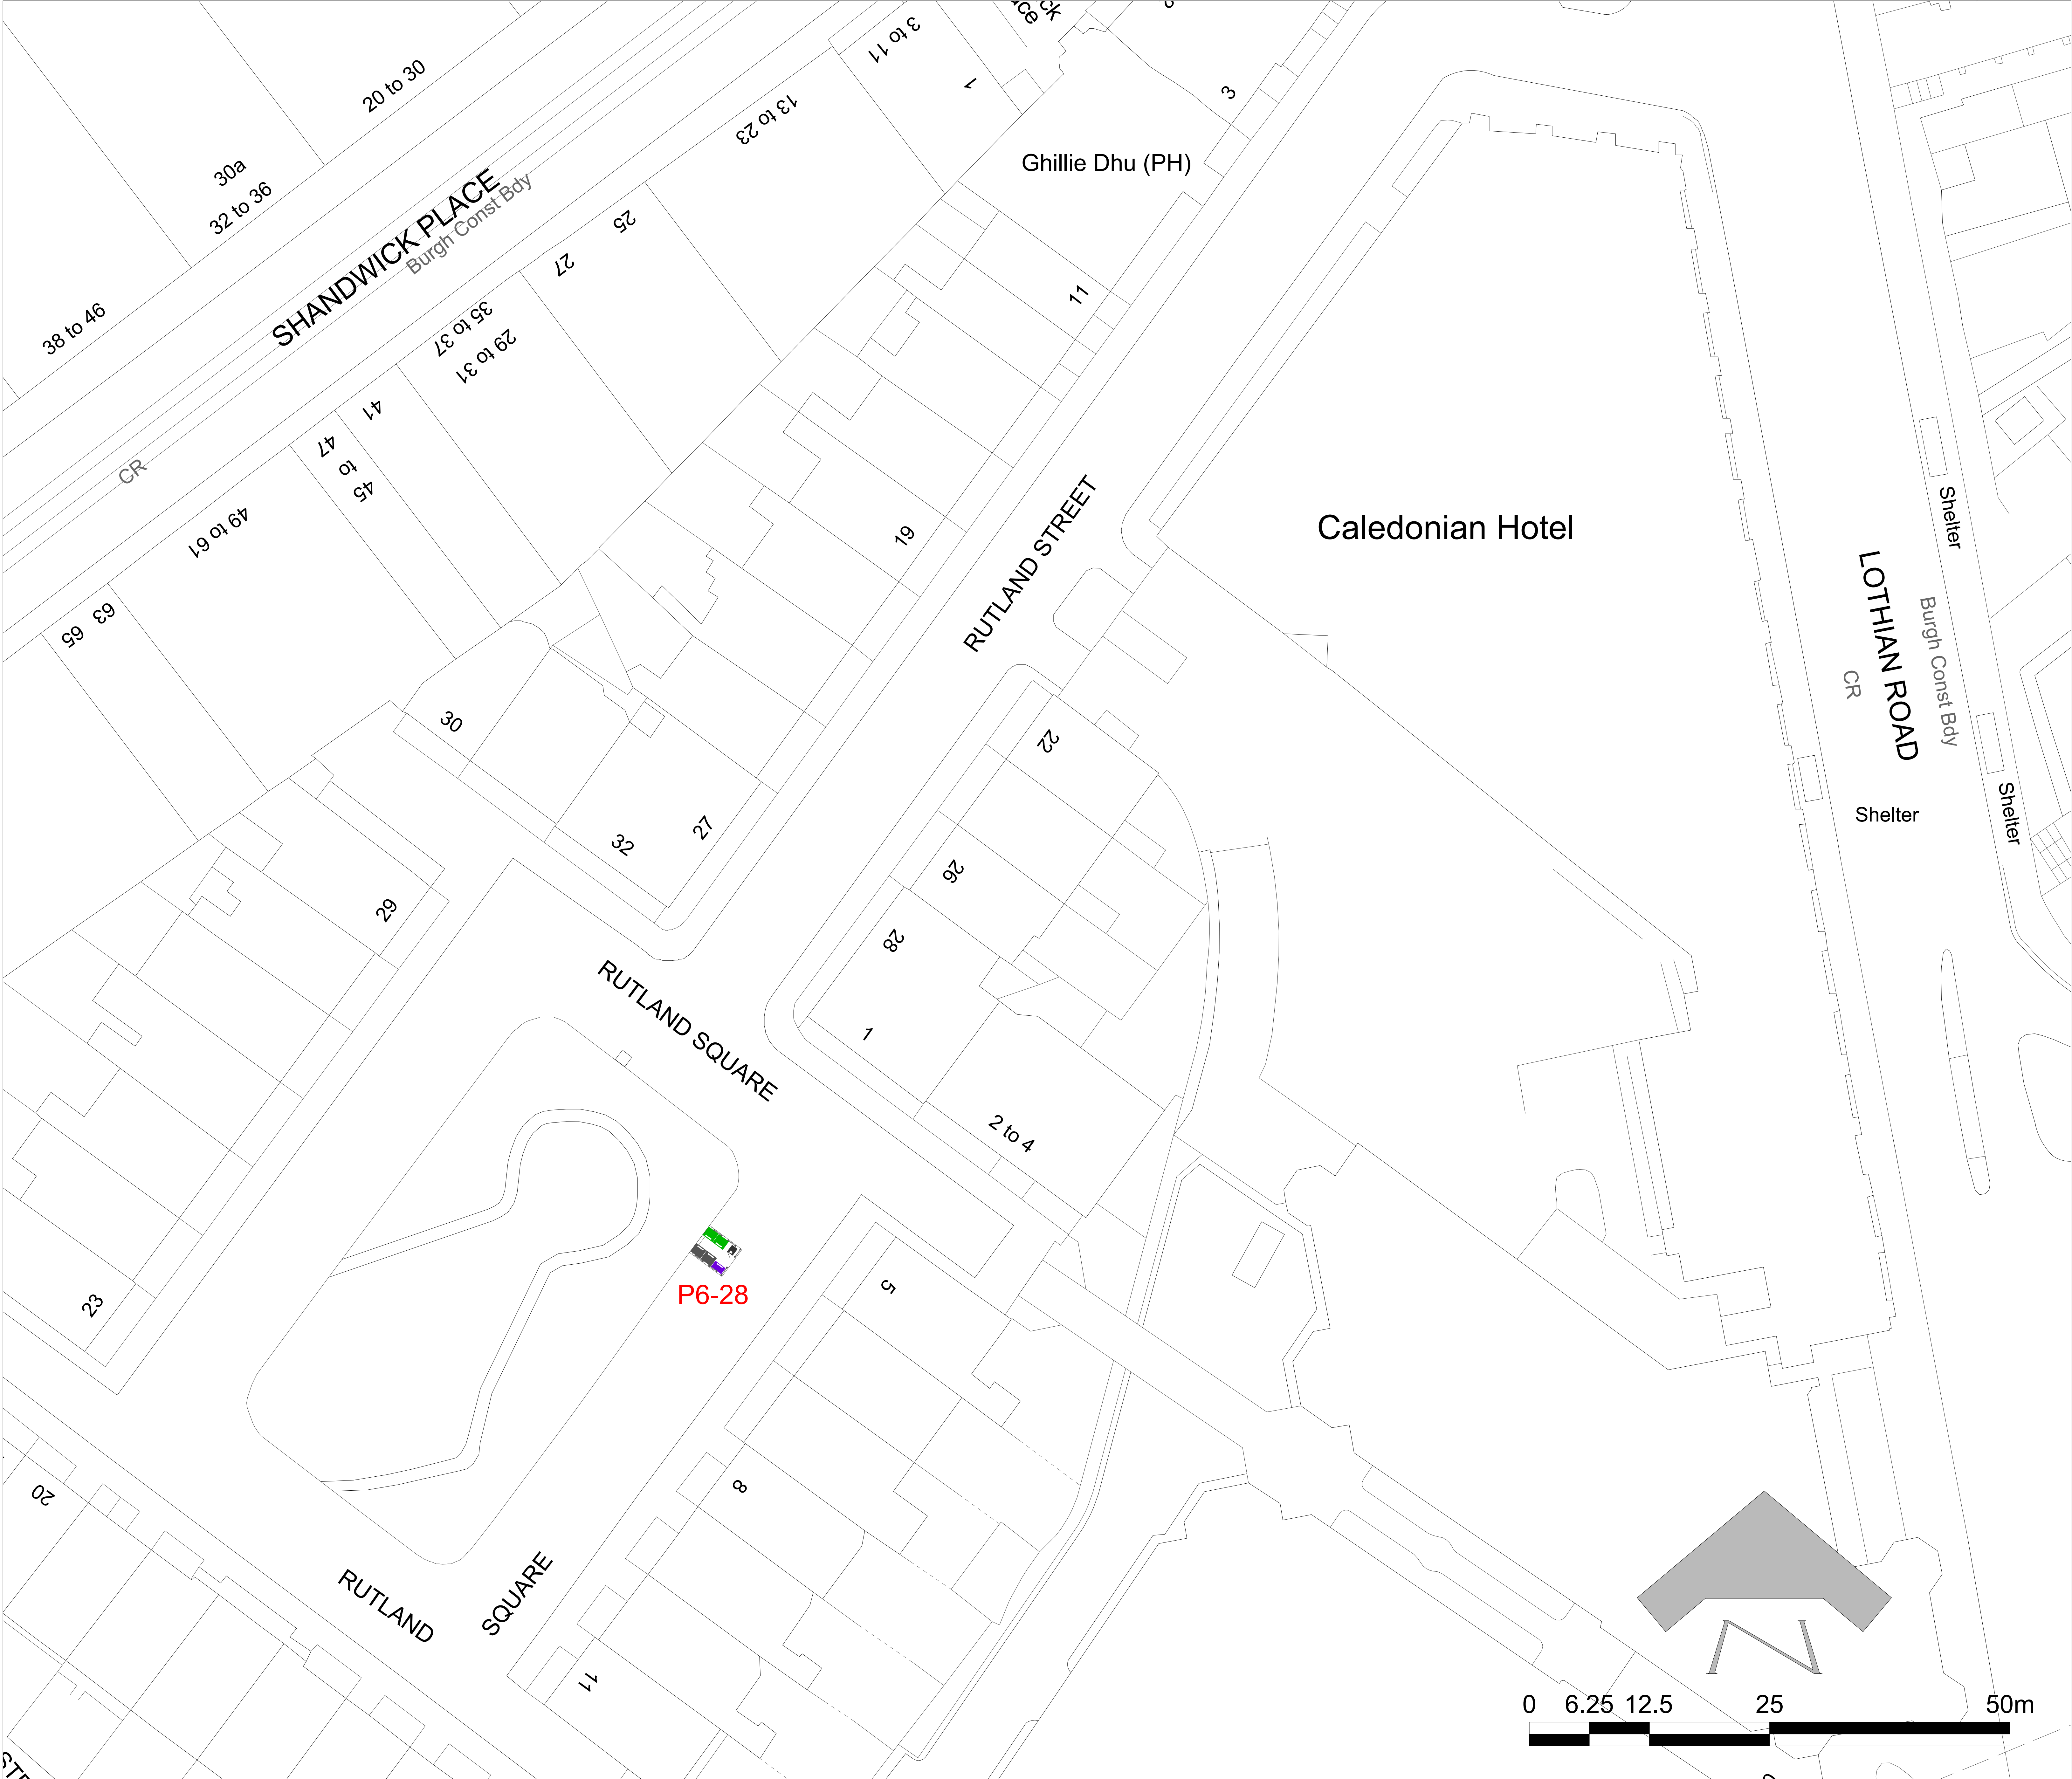 3 to 11
1
3
20 to 30
13 to 23
30a
32 to 36
Ghillie Dhu (PH)
SHANDWICK PLACE
Burgh Const Bdy
25
27
11
38 to 46
35 to 37
29 to 31
41
47
to
45
CR
49 to 61
19
RUTLAND STREET
Caledonian Hotel
Shelter
LOTHIAN ROAD
Burgh Const Bdy
CR
63
65
30
22
Shelter
Shelter
32
27
26
29
28
1
RUTLAND SQUARE
2 to 4
P6-28
5
23
8
20
RUTLAND
SQUARE
11
N
0 6.25 12.5 25 50m